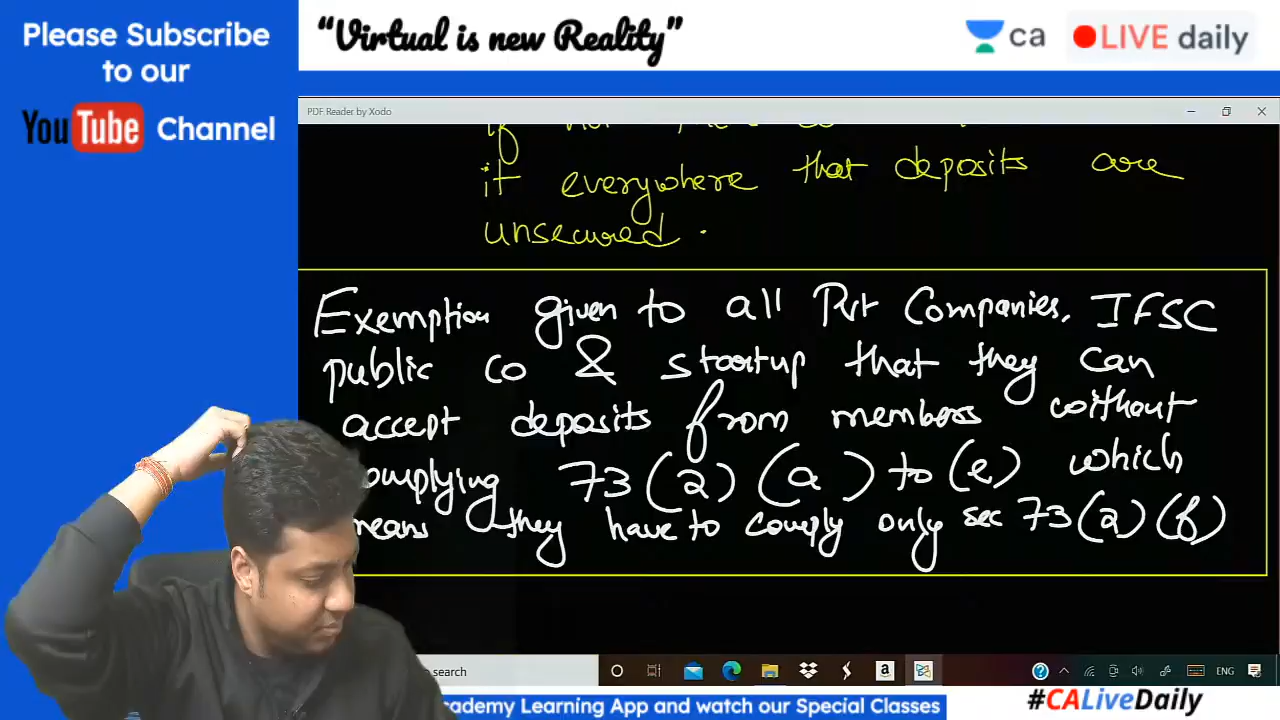 Please Subscribe
to our
YouTube Channel
“Virtual is new Reality”
ca
LIVE daily
PDF Reader by Xodo
if everywhere that deposits are
unsecured.
Exemption given to all Pvt Companies, IFSC
public co & startup that they can
accept deposits from members without
omplying 73(2)(a) to (e) which
means they have to comply only sec 73(2)(f)
search
ENG
cademy Learning App and watch our Special Classes
#CALiveDaily